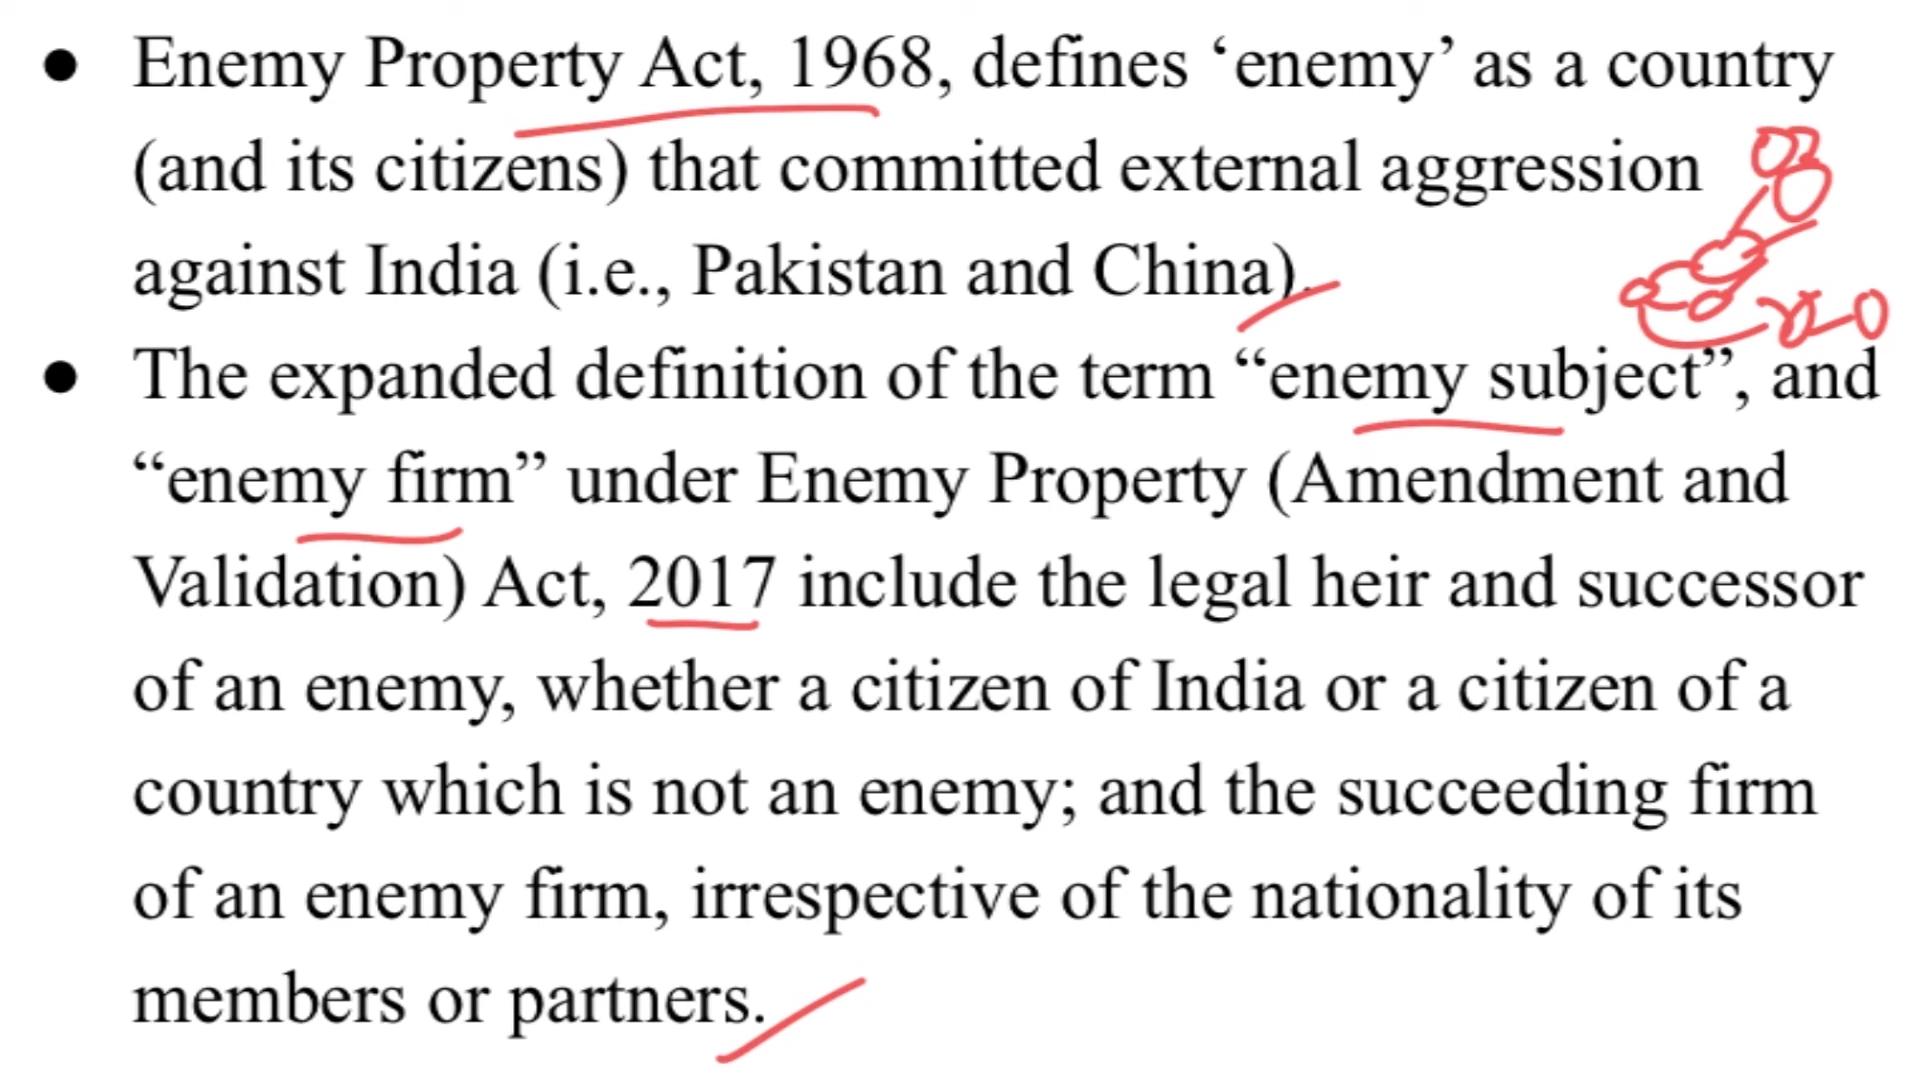 ● Enemy Property Act, 1968, defines ‘enemy’ as a country
(and its citizens) that committed external aggression
against India (i.e., Pakistan and China).
● The expanded definition of the term “enemy subject”, and
“enemy firm” under Enemy Property (Amendment and
Validation) Act, 2017 include the legal heir and successor
of an enemy, whether a citizen of India or a citizen of a
country which is not an enemy; and the succeeding firm
of an enemy firm, irrespective of the nationality of its
members or partners.